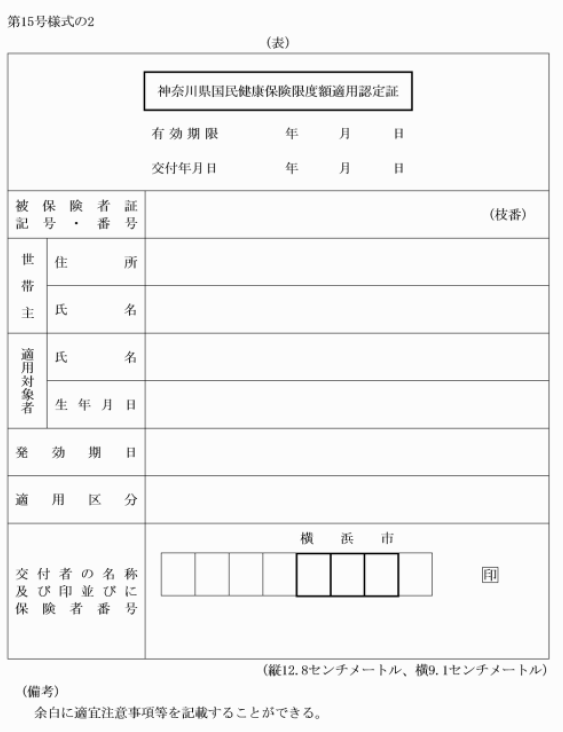 第15号様式の2
(表)
神奈川県国民健康保険限度額適用認定証
有効期限 年 月 日
交付年月日 年 月 日
被保険者証
記号・番号
(枝番)
世帯主
住所
氏名
適用対象者
氏名
生年月日
発効期日
適用区分
横浜市
交付者の名称
及び印並びに
保険者番号
印
(縦12.8センチメートル、横9.1センチメートル)
(備考)
余白に適宜注意事項等を記載することができる。